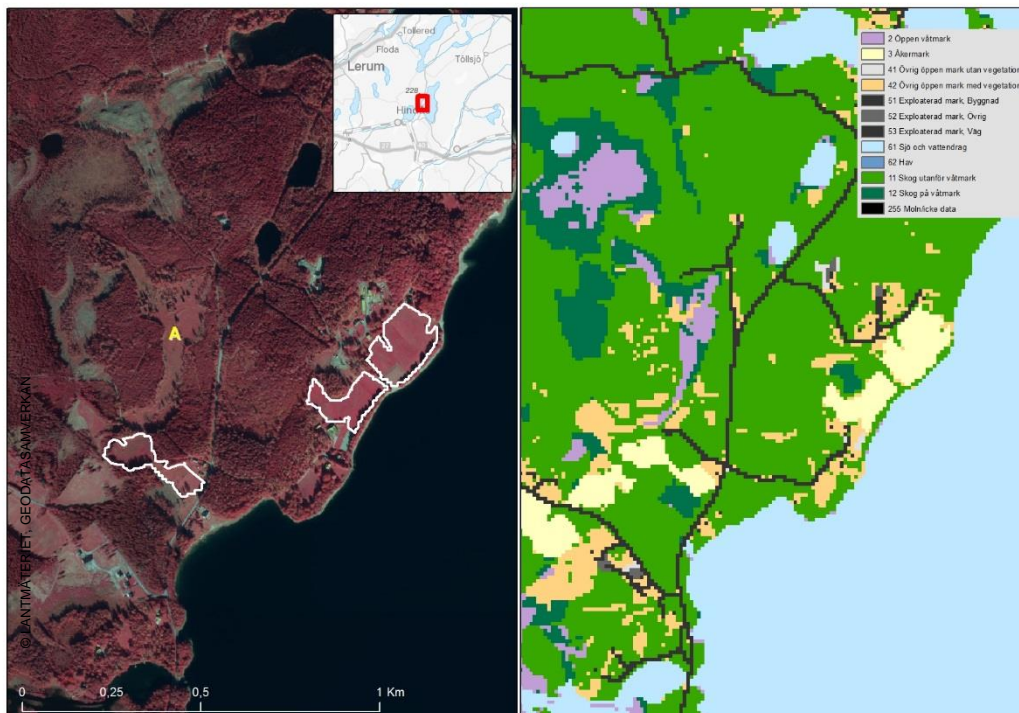 Tollered
Floda
Töllsjö
Lerum
228
A
© LANTMÄTERIET, GEODATASAMVERKAN
0
0,25
0,5
1 Km
2 Öppen våtmark
3 Åkermark
41 Övrig öppen mark utan vegetation
42 Övrig öppen mark med vegetation
51 Exploaterad mark, Byggnad
52 Exploaterad mark, Övrig
53 Exploaterad mark, Väg
61 Sjö och vattendrag
62 Hav
11 Skog utanför våtmark
12 Skog på våtmark
255 Moln/icke data